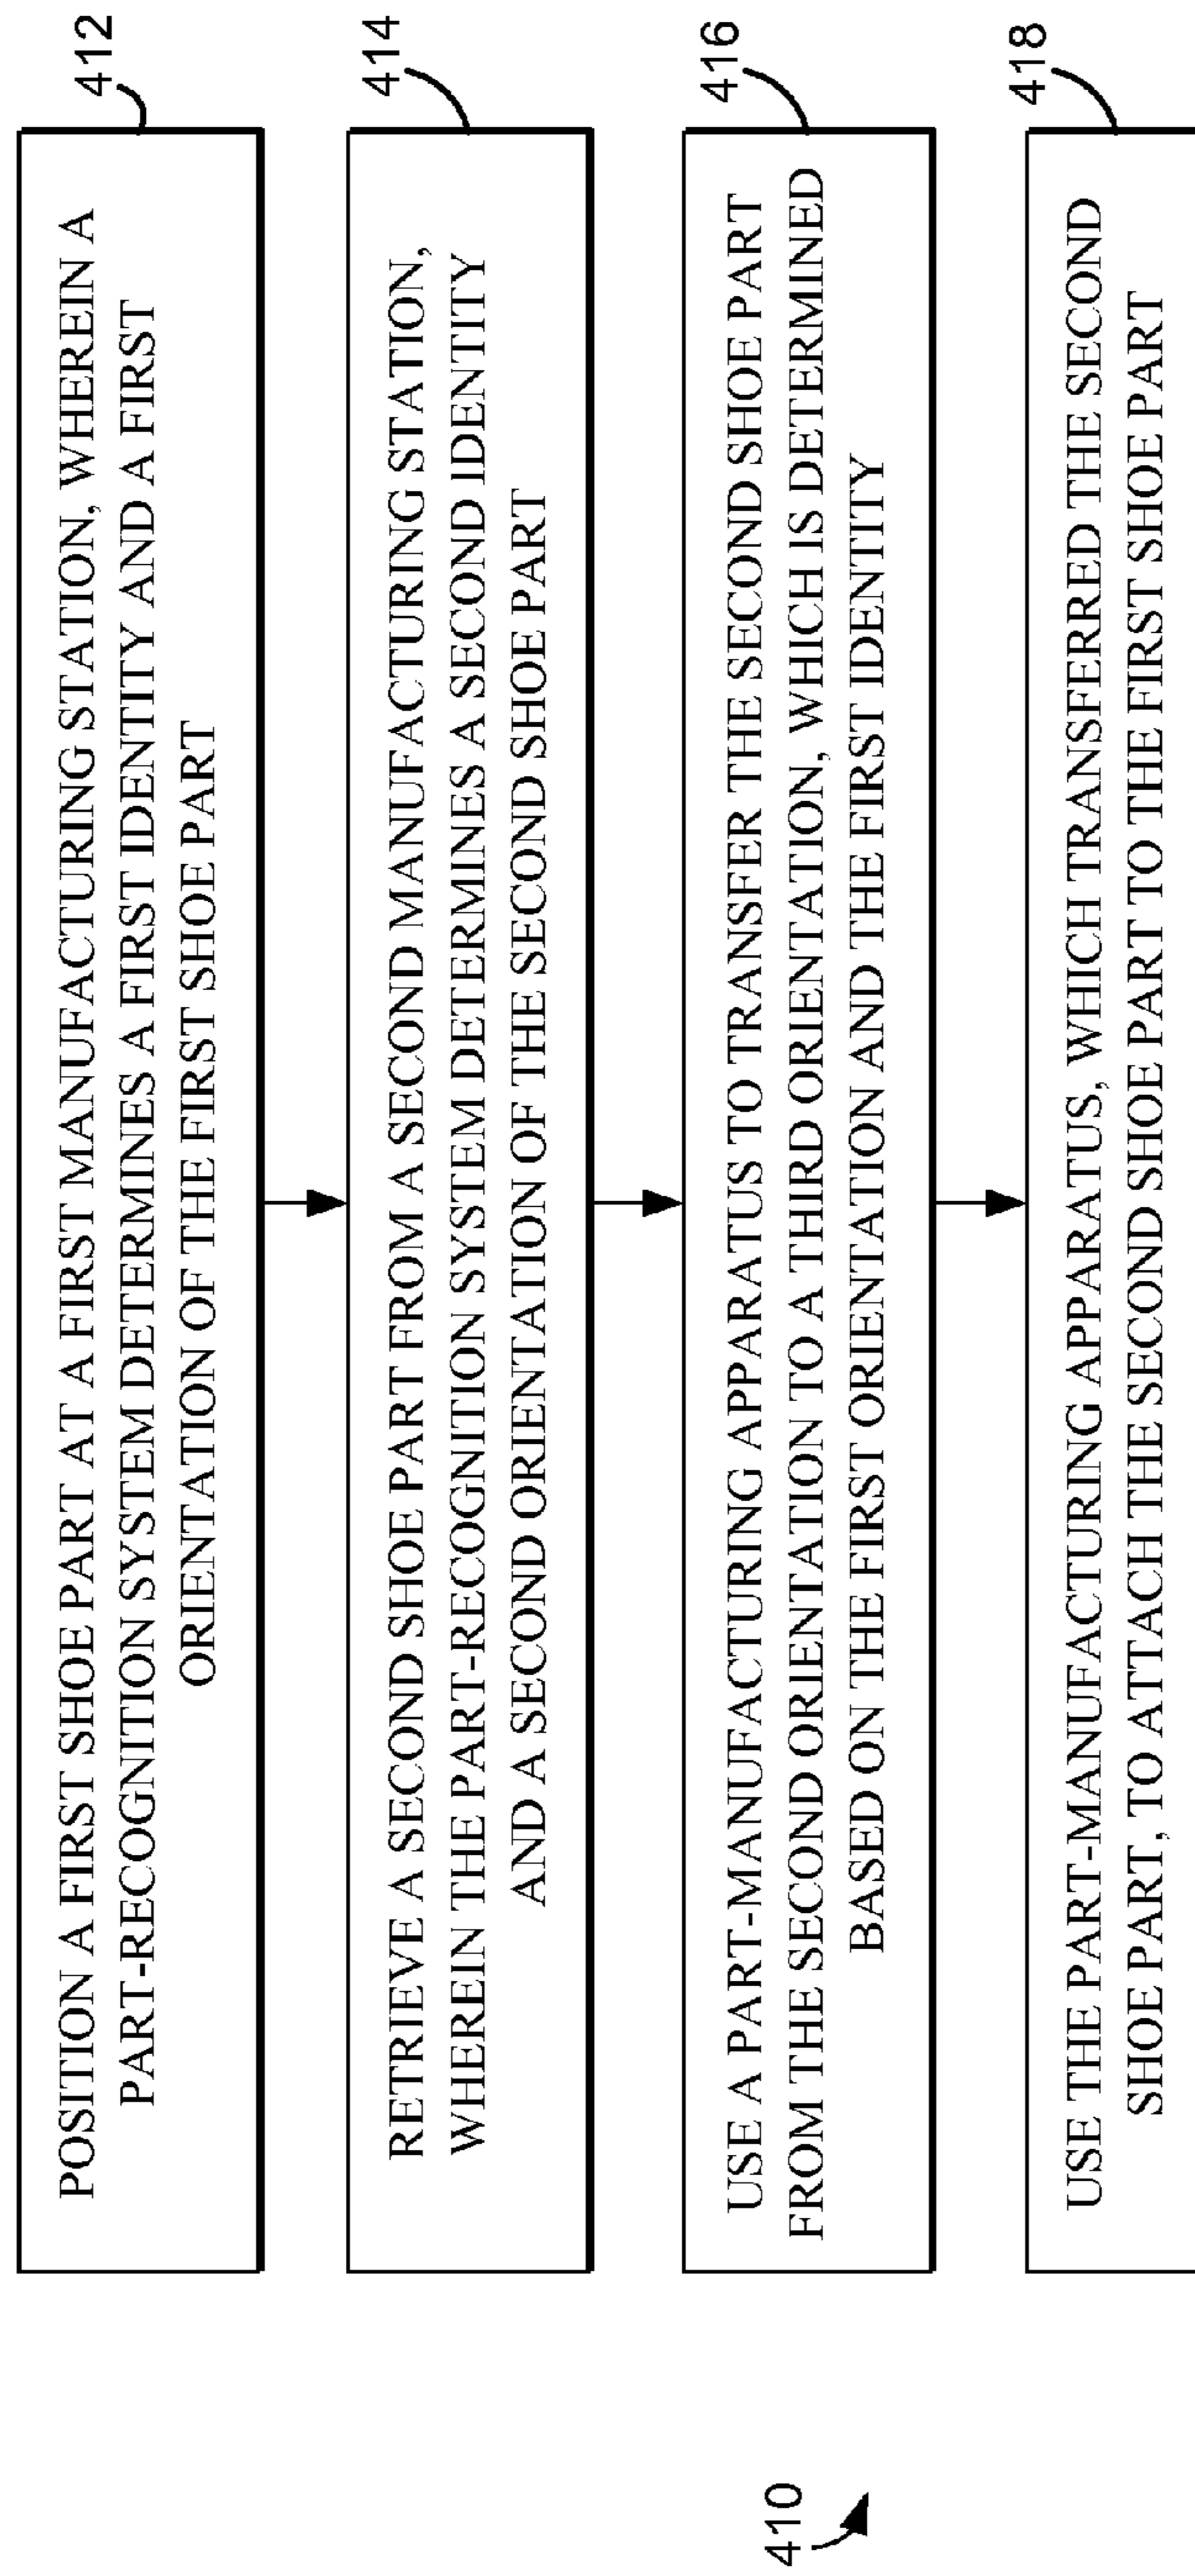 412
POSITION A FIRST SHOE PART AT A FIRST MANUFACTURING STATION, WHEREIN A
PART-RECOGNITION SYSTEM DETERMINES A FIRST IDENTITY AND A FIRST
ORIENTATION OF THE FIRST SHOE PART
414
RETRIEVE A SECOND SHOE PART FROM A SECOND MANUFACTURING STATION,
WHEREIN THE PART-RECOGNITION SYSTEM DETERMINES A SECOND IDENTITY
AND A SECOND ORIENTATION OF THE SECOND SHOE PART
416
USE A PART-MANUFACTURING APPARATUS TO TRANSFER THE SECOND SHOE PART
FROM THE SECOND ORIENTATION TO A THIRD ORIENTATION, WHICH IS DETERMINED
BASED ON THE FIRST ORIENTATION AND THE FIRST IDENTITY
418
USE THE PART-MANUFACTURING APPARATUS, WHICH TRANSFERRED THE SECOND
SHOE PART, TO ATTACH THE SECOND SHOE PART TO THE FIRST SHOE PART
410